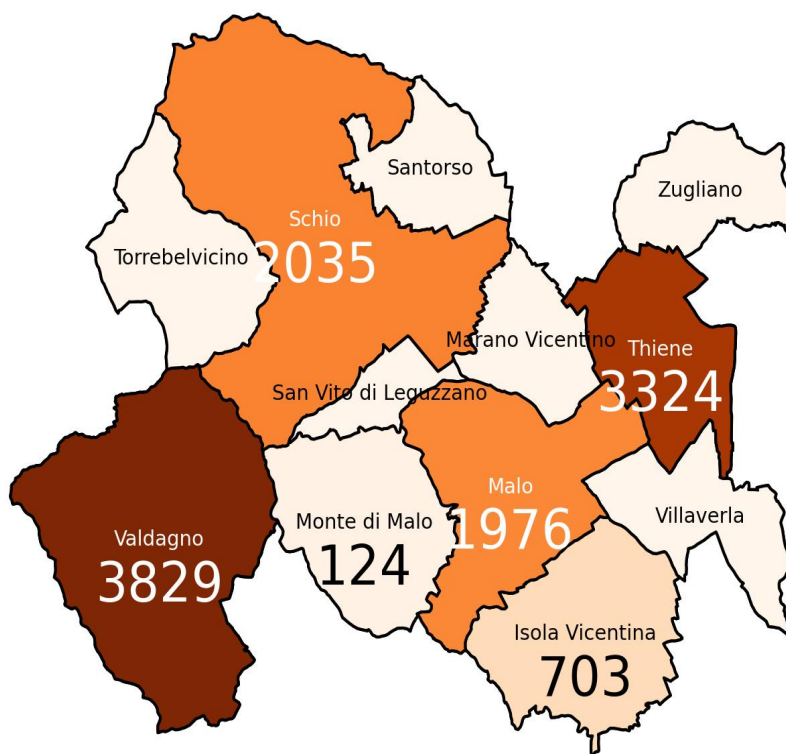 Santorso
Zugliano
Schio
2035
Torrebelvicino
Marano Vicentino
Thiene
3324
San Vito di Leguzzano
Malo
1976
Monte di Malo
124
Villaverla
Valdagno
3829
Isola Vicentina
703